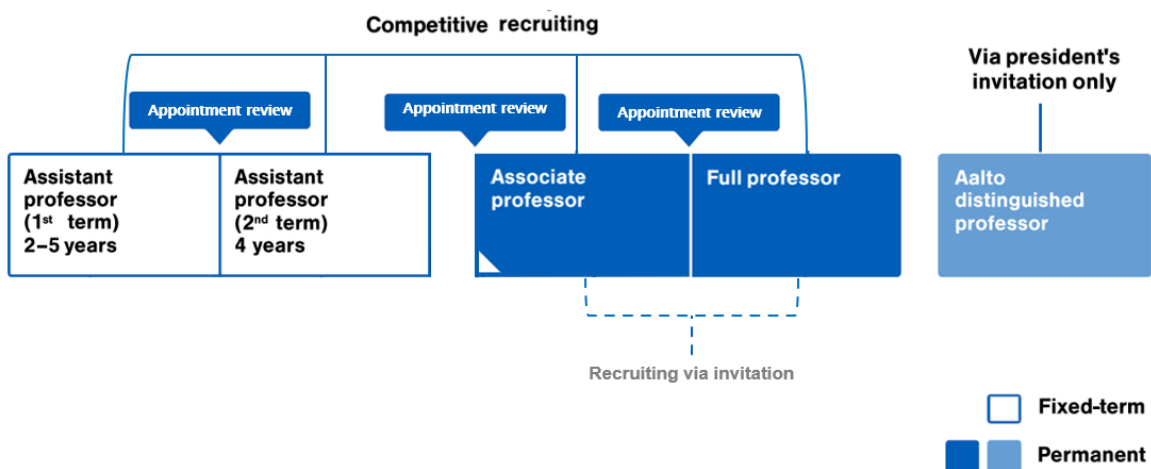 Competitive recruiting
Via president's
invitation only
Appointment review
Appointment review
Appointment review
Assistant
professor
(1st term)
2–5 years
Assistant
professor
(2nd term)
4 years
Associate
professor
Full professor
Aalto
distinguished
professor
Recruiting via invitation
Fixed-term
Permanent